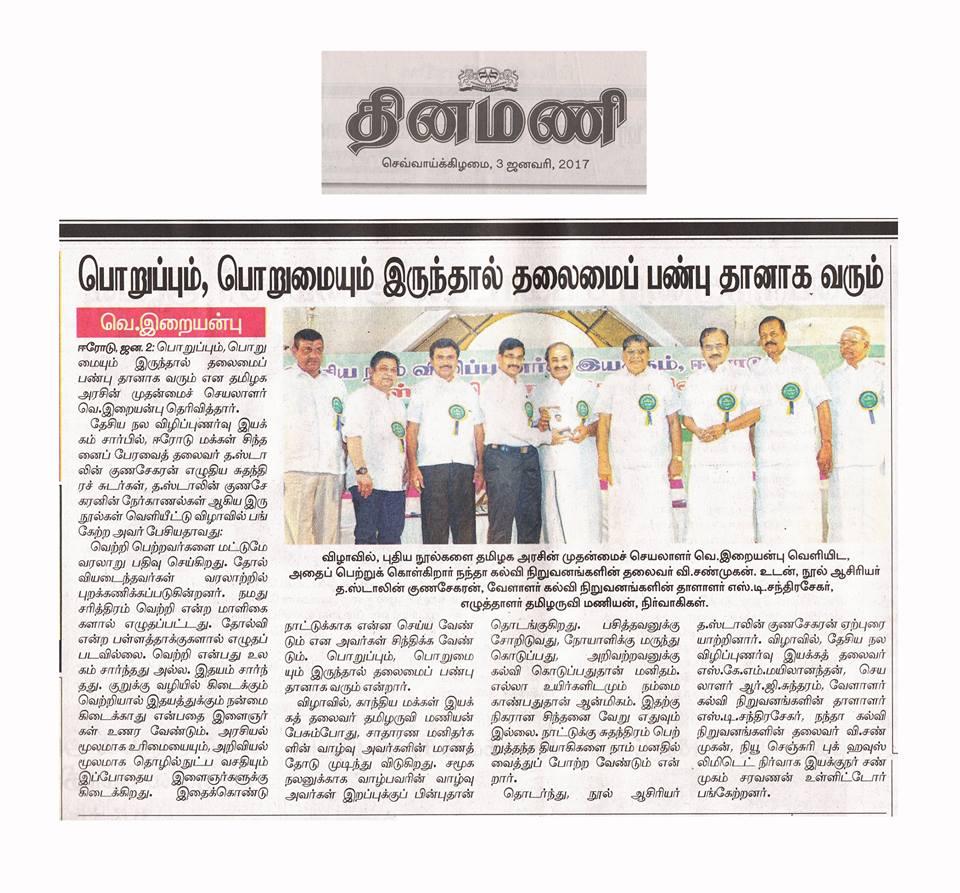 தினமணி
செவ்வாய்க்கிழமை, 3 ஜனவரி, 2017
பொறுப்பும், பொறுமையும் இருந்தால் தலைமைப் பண்பு தானாக வரும்
வெ.இறையன்பு
ஈரோடு, ஜன. 2: பொறுப்பும், பொறு
மையும் இருந்தால் தலைமைப்
பண்பு தானாக வரும் என தமிழக
அரசின் முதன்மைச் செயலாளர்
வெ.இறையன்பு தெரிவித்தார்.
தேசிய நல விழிப்புணர்வு இயக்
கம் சார்பில், ஈரோடு மக்கள் சிந்த
னைப் பேரவைத் தலைவர் த.ஸ்டா
லின் குணசேகரன் எழுதிய சுதந்தி
ரச் சுடர்கள், த.ஸ்டாலின் குணசே
கரனின் நேர்காணல்கள் ஆகிய இரு
நூல்கள் வெளியீட்டு விழாவில் பங்
கேற்ற அவர் பேசியதாவது:
வெற்றி பெற்றவர்களை மட்டுமே
வரலாறு பதிவு செய்கிறது. தோல்
வியடைந்தவர்கள் வரலாற்றில்
புறக்கணிக்கப்படுகின்றனர். நமது
சரித்திரம் வெற்றி என்ற மாளிகை
களால் எழுதப்பட்டது. தோல்வி
என்ற பள்ளத்தாக்குகளால் எழுதப்
படவில்லை. வெற்றி என்பது உல
கம் சார்ந்தது அல்ல. இதயம் சார்ந்
தது. குறுக்கு வழியில் கிடைக்கும்
வெற்றியால் இதயத்துக்கும் நன்மை
கிடைக்காது என்பதை இளைஞர்
கள் உணர வேண்டும். அரசியல்
மூலமாக உரிமையையும், அறிவியல்
மூலமாக தொழில்நுட்ப வசதியும்
இப்போதைய இளைஞர்களுக்கு
கிடைக்கிறது. இதைக்கொண்டு
விழாவில், புதிய நூல்களை தமிழக அரசின் முதன்மைச் செயலாளர் வெ.இறையன்பு வெளியிட,
அதைப் பெற்றுக் கொள்கிறார் நந்தா கல்வி நிறுவனங்களின் தலைவர் வி.சண்முகன். உடன், நூல் ஆசிரியர்
த.ஸ்டாலின் குணசேகரன், வேளாளர் கல்வி நிறுவனங்களின் தாளாளர் எஸ்.டி.சந்திரசேகர்,
எழுத்தாளர் தமிழருவி மணியன், நிர்வாகிகள்.
நாட்டுக்காக என்ன செய்ய வேண்
டும் என அவர்கள் சிந்திக்க வேண்
டும். பொறுப்பும், பொறுமை
யும் இருந்தால் தலைமைப் பண்பு
தானாக வரும் என்றார்.
விழாவில், காந்திய மக்கள் இயக்
கத் தலைவர் தமிழருவி மணியன்
பேசும்போது, சாதாரண மனிதர்க
ளின் வாழ்வு அவர்களின் மரணத்
தோடு முடிந்து விடுகிறது. சமூக
நலனுக்காக வாழ்பவரின் வாழ்வு
அவர்கள் இறப்புக்குப் பின்புதான்
தொடங்குகிறது. பசித்தவனுக்கு
சோறிடுவது, நோயாளிக்கு மருந்து
கொடுப்பது, அறிவற்றவனுக்கு
கல்வி கொடுப்பதுதான் மனிதம்.
எல்லா உயிர்களிடமும் நம்மை
காண்பதுதான் ஆன்மிகம். இதற்கு
நிகரான சிந்தனை வேறு எதுவும்
இல்லை. நாட்டுக்கு சுதந்திரம் பெற்
றுத்தந்த தியாகிகளை நாம் மனதில்
வைத்துப் போற்ற வேண்டும் என்
றார்.
தொடர்ந்து, நூல் ஆசிரியர்
த.ஸ்டாலின் குணசேகரன் ஏற்புரை
யாற்றினார். விழாவில், தேசிய நல
விழிப்புணர்வு இயக்கத் தலைவர்
எஸ்.கே.எம்.மயிலானந்தன், செய
லாளர் ஆர்.ஜி.சுந்தரம், வேளாளர்
கல்வி நிறுவனங்களின் தாளாளர்
எஸ்.டி.சந்திரசேகர், நந்தா கல்வி
நிறுவனங்களின் தலைவர் வி.சண்
முகன், நியூ செஞ்சுரி புக் ஹவுஸ்
லிமிடெட் நிர்வாக இயக்குநர் சண்
முகம் சரவணன் உள்ளிட்டோர்
பங்கேற்றனர்.